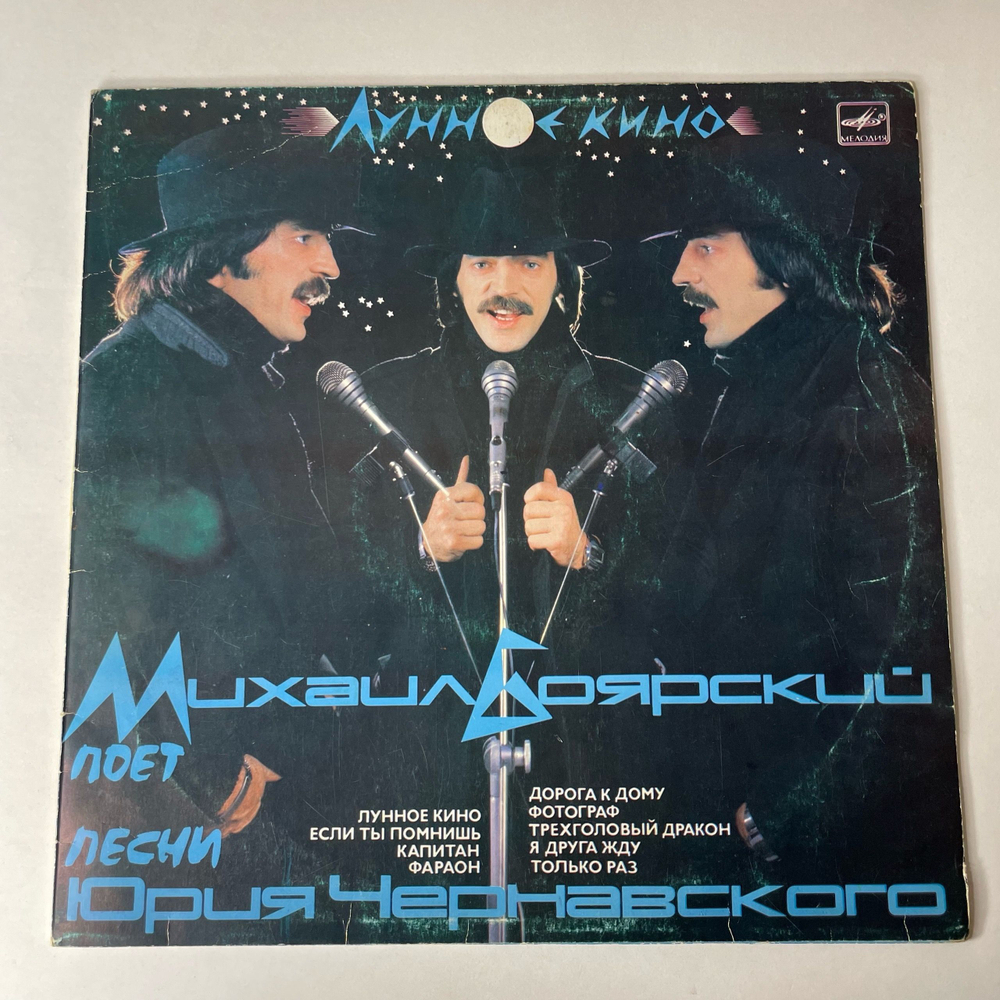 Лунное кино
МЕЛОДИЯ
Михаил Боярский
поет
песни
Юрия Чернавского
ЛУННОЕ КИНО
ЕСЛИ ТЫ ПОМНИШЬ
КАПИТАН
ФАРАОН
ДОРОГА К ДОМУ
ФОТОГРАФ
ТРЕХГОЛОВЫЙ ДРАКОН
Я ДРУГА ЖДУ
ТОЛЬКО РАЗ